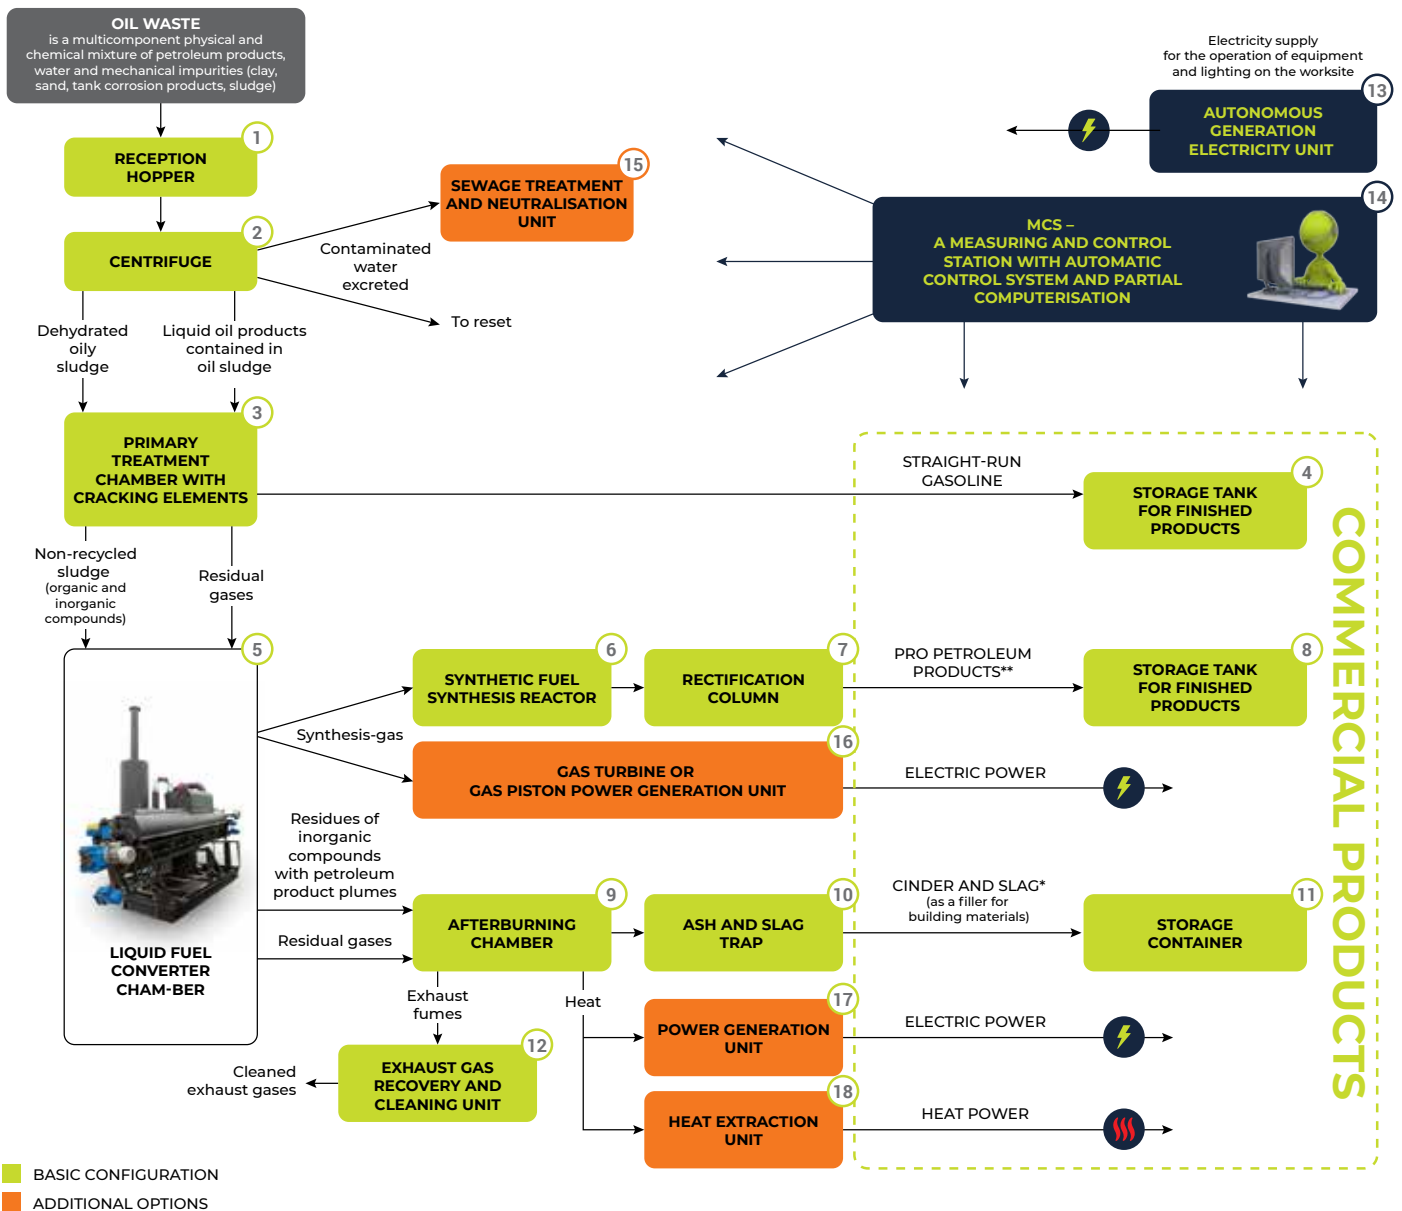 OIL WASTE
is a multicomponent physical and
chemical mixture of petroleum products,
water and mechanical impurities (clay,
sand, tank corrosion products, sludge)
Electricity supply
for the operation of equipment
and lighting on the worksite
13
AUTONOMOUS
GENERATION
ELECTRICITY UNIT
1
RECEPTION
HOPPER
15
SEWAGE TREATMENT
AND NEUTRALISATION
UNIT
14
MCS –
A MEASURING AND CONTROL
STATION WITH AUTOMATIC
CONTROL SYSTEM AND PARTIAL
COMPUTERISATION
2
CENTRIFUGE
Contaminated
water
excreted
To reset
Dehydrated
oily
sludge
Liquid oil products
contained in
oil sludge
3
PRIMARY
TREATMENT
CHAMBER WITH
CRACKING ELEMENTS
STRAIGHT-RUN
GASOLINE
4
STORAGE TANK
FOR FINISHED
PRODUCTS
COMMERCIAL PRODUCTS
Non-recycled
sludge
(organic and
inorganic
compounds)
Residual
gases
5
LIQUID FUEL
CONVERTER
CHAM-BER
Synthesis-gas
6
SYNTHETIC FUEL
SYNTHESIS REACTOR
7
RECTIFICATION
COLUMN
PRO PETROLEUM
PRODUCTS**
8
STORAGE TANK
FOR FINISHED
PRODUCTS
16
GAS TURBINE OR
GAS PISTON POWER GENERATION UNIT
ELECTRIC POWER
Residues of
inorganic
compounds
with petroleum
product plumes
Residual gases
9
AFTERBURNING
CHAMBER
10
ASH AND SLAG
TRAP
CINDER AND SLAG*
(as a filler for
building materials)
11
STORAGE
CONTAINER
Exhaust
fumes
Heat
17
POWER GENERATION
UNIT
ELECTRIC POWER
12
EXHAUST GAS
RECOVERY AND
CLEANING UNIT
Cleaned
exhaust gases
18
HEAT EXTRACTION
UNIT
HEAT POWER
BASIC CONFIGURATION
ADDITIONAL OPTIONS